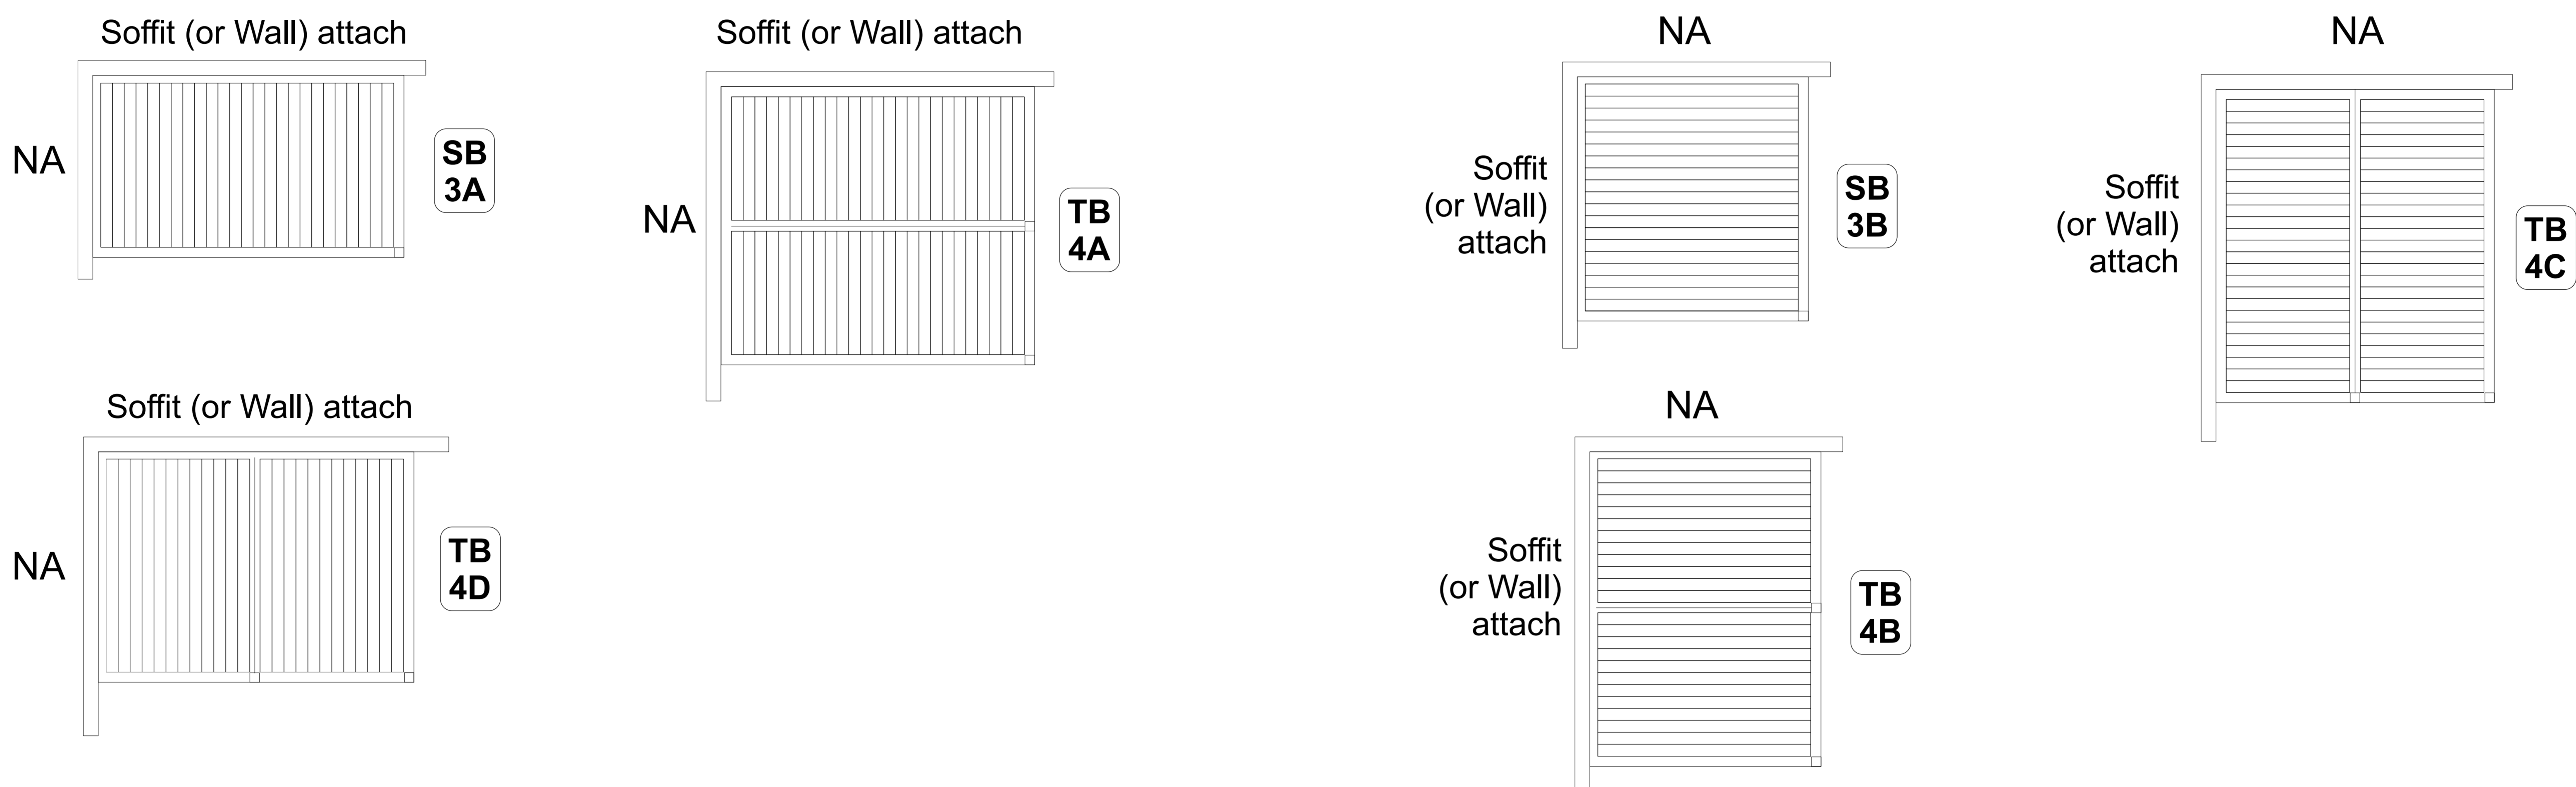 Soffit (or Wall) attach
NA
SB
3A
Soffit (or Wall) attach
NA
TB
4A
NA
Soffit
(or Wall)
attach
SB
3B
NA
Soffit
(or Wall)
attach
TB
4C
Soffit (or Wall) attach
NA
TB
4D
NA
Soffit
(or Wall)
attach
TB
4B